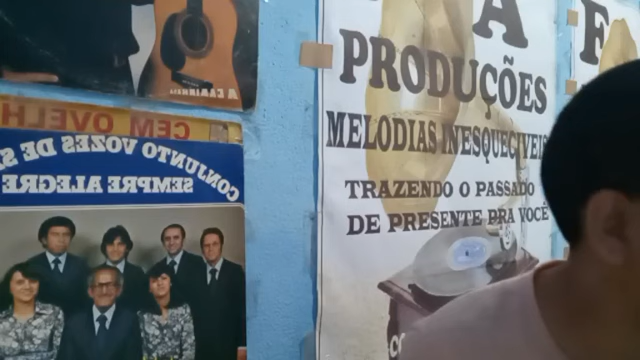 CEM OVELH
CONJUNTO VOZES DE S
SEMPRE ALEGRE
A
PRODUÇÕES
MELODIAS INESQUECÍVEIS
TRAZENDO O PASSADO
DE PRESENTE PRA VOCÊ
F